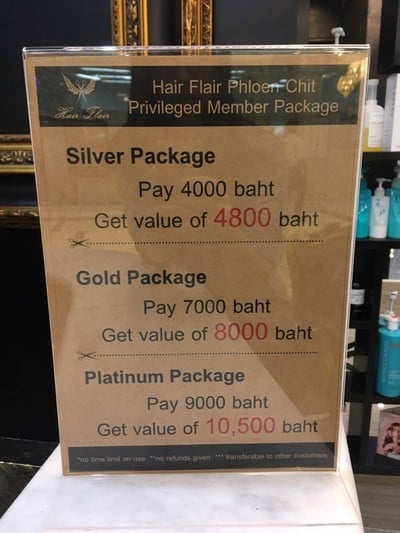 Hair Flair
Hair Flair Phloen Chit
Privileged Member Package
Silver Package
Pay 4000 baht
Get value of 4800 baht
Gold Package
Pay 7000 baht
Get value of 8000 baht
Platinum Package
Pay 9000 baht
Get value of 10,500 baht
*no time limit on use **no refunds given *** transferable to other customers